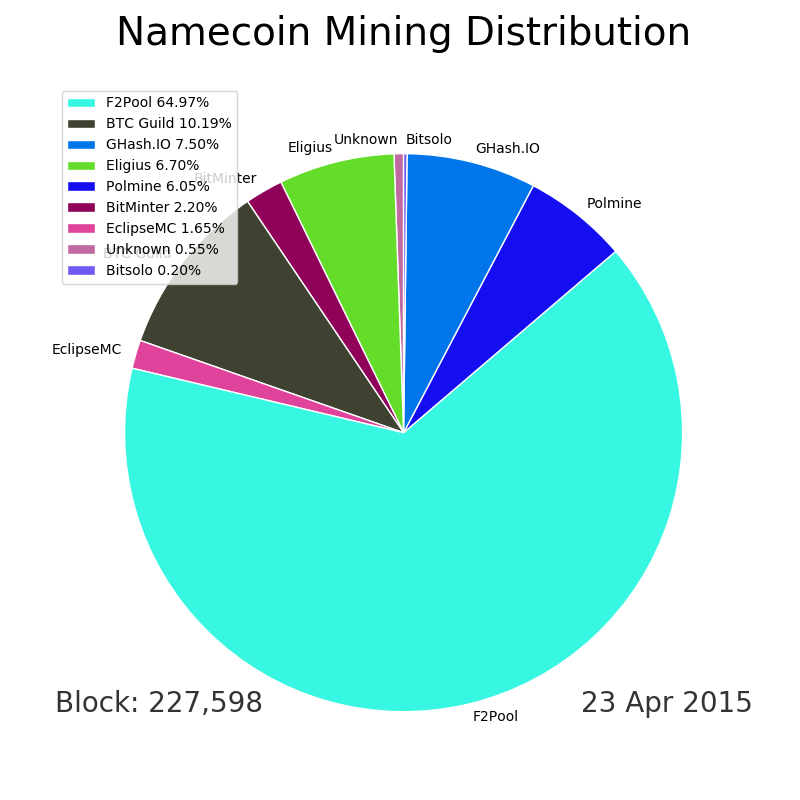 Namecoin Mining Distribution
F2Pool 64.97%
BTC Guild 10.19%
GHash.IO 7.50%
Eligius 6.70%
Polmine 6.05%
BitMinter 2.20%
EclipseMC 1.65%
Unknown 0.55%
Bitsolo 0.20%
Eligius
Unknown
Bitsolo
GHash.IO
BitMinter
Polmine
BTC Guild
EclipseMC
F2Pool
Block: 227,598
23 Apr 2015